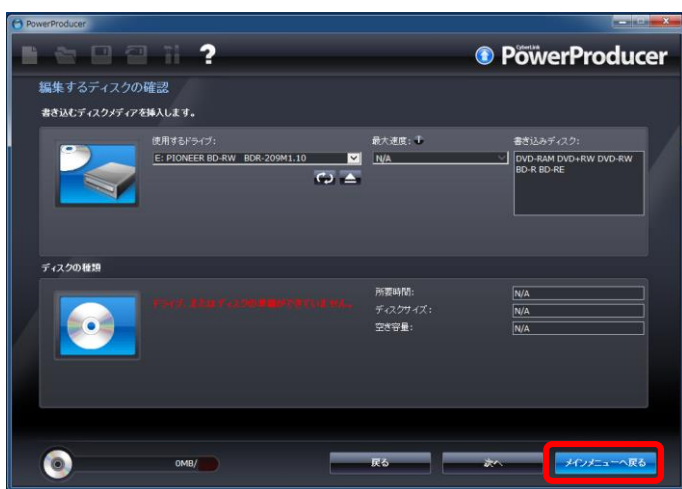 PowerProducer
?
CyberLink
PowerProducer
編集するディスクの確認
書き込むディスクメディアを挿入します。
使用するドライブ:
最大速度:
書き込みディスク:
E: PIONEER BD-RW BDR-209M1.10
N/A
DVD-RAM DVD+RW DVD-RW
BD-R BD-RE
ディスクの種類
ドライブ、またはディスクの準備ができていません。
所要時間:
N/A
ディスクサイズ:
N/A
空き容量:
N/A
0MB/
戻る
次へ
メインメニューへ戻る